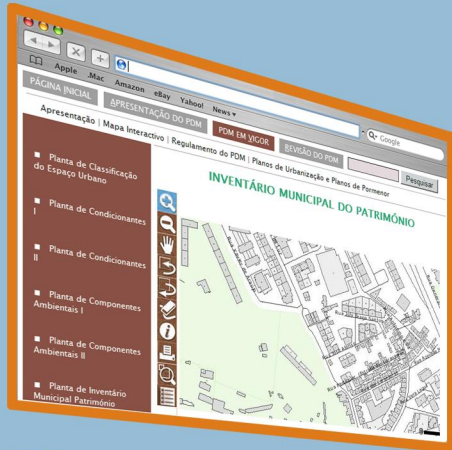 Google
Apple .Mac Amazon eBay Yahoo! News
PÁGINA INICIAL APRESENTAÇÃO DO PDM PDM EM VIGOR REVISÃO DO PDM Pesquisar
Apresentação | Mapa Interactivo | Regulamento do PDM | Planos de Urbanização e Planos de Pormenor
INVENTÁRIO MUNICIPAL DO PATRIMÓNIO
Planta de Classificação
do Espaço Urbano
Planta de Condicionantes
I
Planta de Condicionantes
II
Planta de Componentes
Ambientais I
Planta de Componentes
Ambientais II
Planta de Inventário
Municipal Património